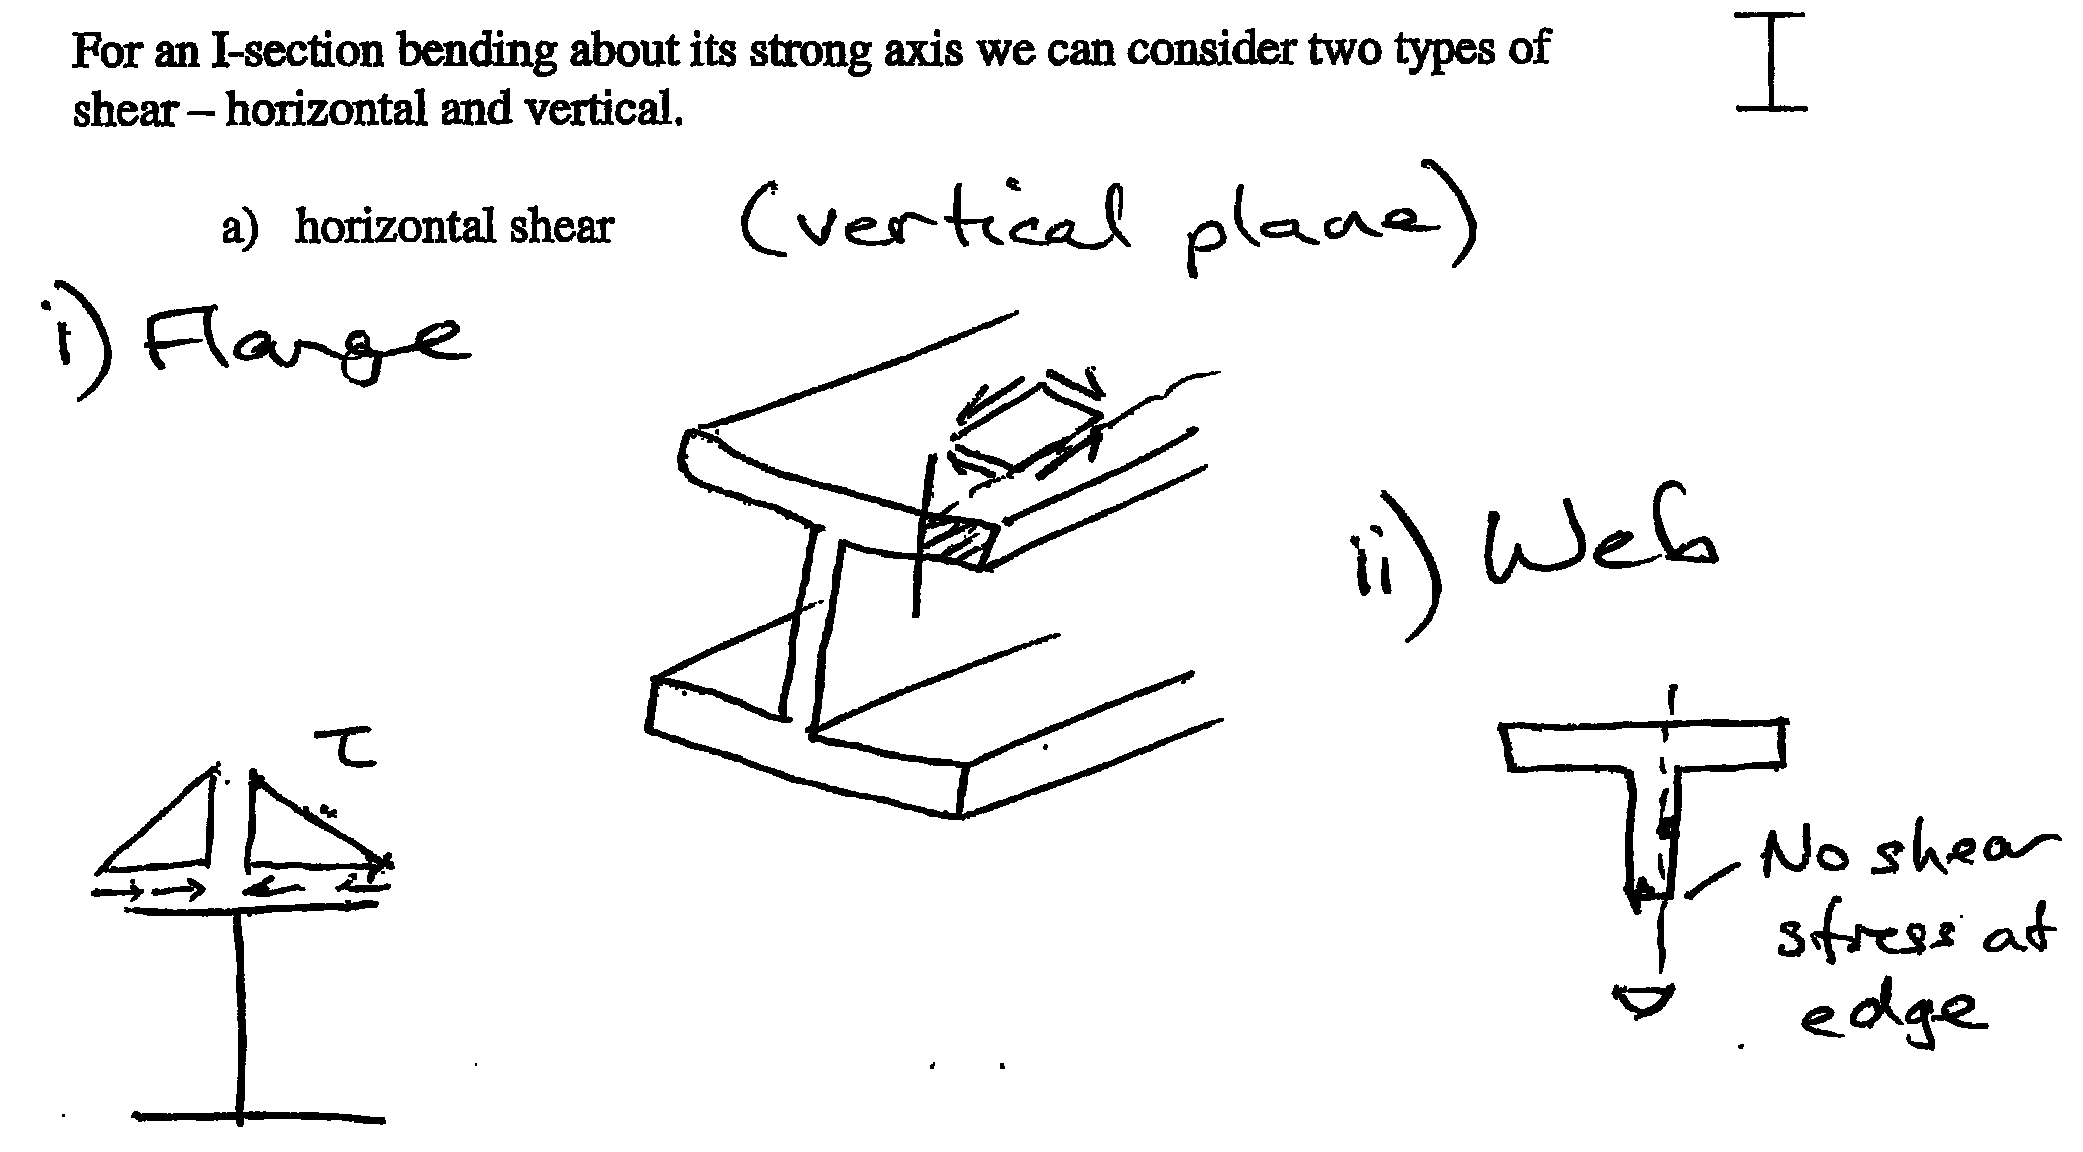 For an I-section bending about its strong axis we can consider two types of
shear – horizontal and vertical.
a) horizontal shear (vertical plane)
i) Flange
ii) Web
τ
No shear
stress at
edge